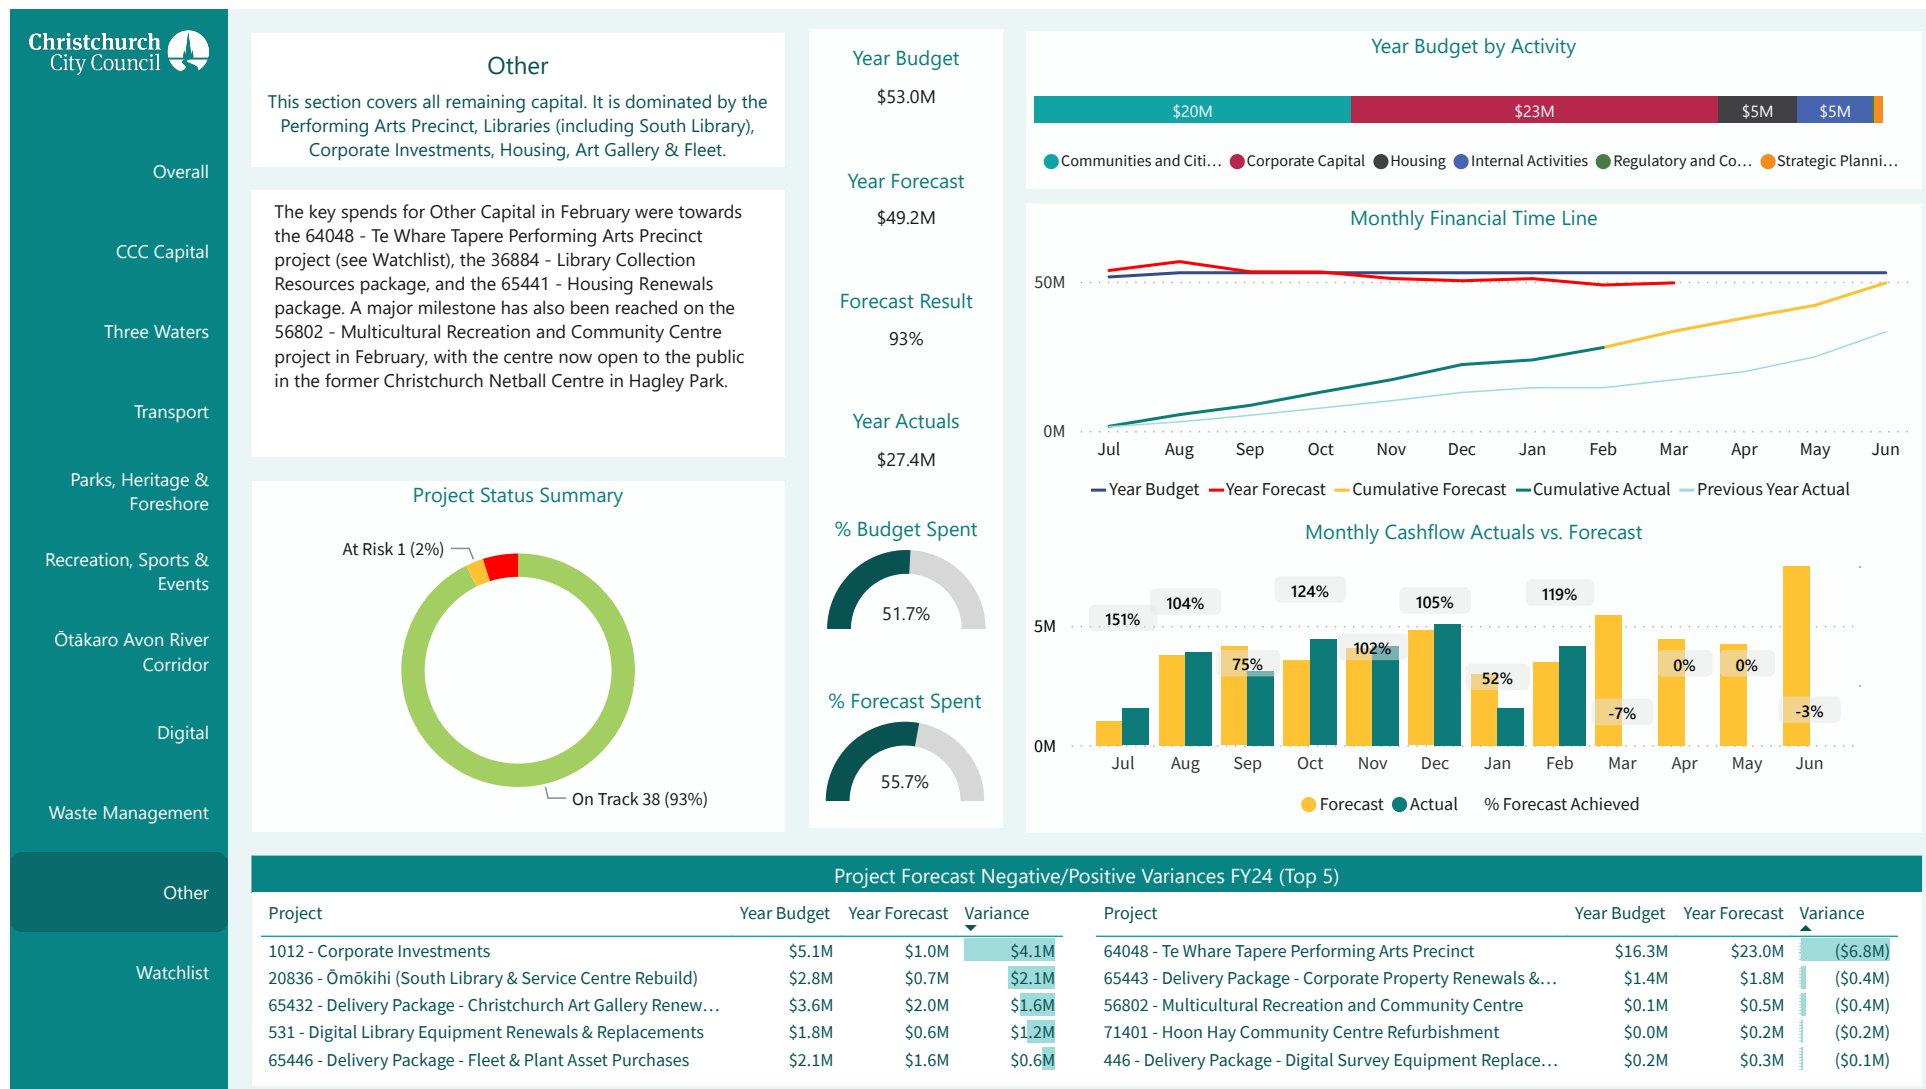 Christchurch
City Council
Overall
CCC Capital
Three Waters
Transport
Parks, Heritage &
Foreshore
Recreation, Sports &
Events
Ōtākaro Avon River
Corridor
Digital
Waste Management
Other
Watchlist
Other
This section covers all remaining capital. It is dominated by the
Performing Arts Precinct, Libraries (including South Library),
Corporate Investments, Housing, Art Gallery & Fleet.
The key spends for Other Capital in February were towards
the 64048 - Te Whare Tapere Performing Arts Precinct
project (see Watchlist), the 36884 - Library Collection
Resources package, and the 65441 - Housing Renewals
package. A major milestone has also been reached on the
56802 - Multicultural Recreation and Community Centre
project in February, with the centre now open to the public
in the former Christchurch Netball Centre in Hagley Park.
Project Status Summary
At Risk 1 (2%)
On Track 38 (93%)
Year Budget
$53.0M
Year Forecast
$49.2M
Forecast Result
93%
Year Actuals
$27.4M
% Budget Spent
51.7%
% Forecast Spent
55.7%
Year Budget by Activity
$20M $23M $5M $5M
Communities and Citi... Corporate Capital Housing Internal Activities Regulatory and Co... Strategic Planni...
Monthly Financial Time Line
50M
0M
Jul Aug Sep Oct Nov Dec Jan Feb Mar Apr May Jun
Year Budget Year Forecast Cumulative Forecast Cumulative Actual Previous Year Actual
Monthly Cashflow Actuals vs. Forecast
5M
0M
151% 104% 75% 124% 102% 105% 52% 119% -7% 0% 0% -3%
Jul Aug Sep Oct Nov Dec Jan Feb Mar Apr May Jun
Forecast Actual % Forecast Achieved
Project Forecast Negative/Positive Variances FY24 (Top 5)
Project Year Budget Year Forecast Variance
1012 - Corporate Investments $5.1M $1.0M $4.1M
20836 - Ōmōkihi (South Library & Service Centre Rebuild) $2.8M $0.7M $2.1M
65432 - Delivery Package - Christchurch Art Gallery Renew... $3.6M $2.0M $1.6M
531 - Digital Library Equipment Renewals & Replacements $1.8M $0.6M $1.2M
65446 - Delivery Package - Fleet & Plant Asset Purchases $2.1M $1.6M $0.6M
Project Year Budget Year Forecast Variance
64048 - Te Whare Tapere Performing Arts Precinct $16.3M $23.0M ($6.8M)
65443 - Delivery Package - Corporate Property Renewals &... $1.4M $1.8M ($0.4M)
56802 - Multicultural Recreation and Community Centre $0.1M $0.5M ($0.4M)
71401 - Hoon Hay Community Centre Refurbishment $0.0M $0.2M ($0.2M)
446 - Delivery Package - Digital Survey Equipment Replace... $0.2M $0.3M ($0.1M)